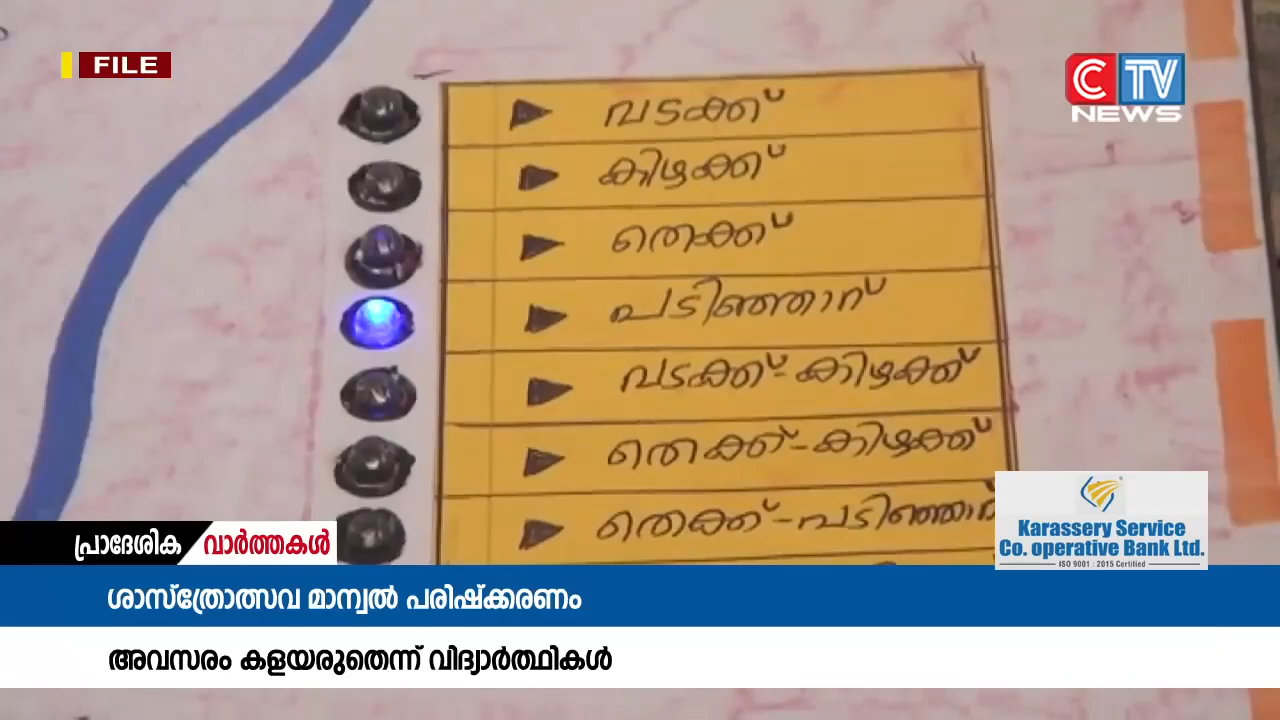 FILE
C TV
NEWS
വടക്ക്
കിഴക്ക്
തെക്ക്
പടിഞ്ഞാറ്
വടക്ക്-കിഴക്ക്
തെക്ക്-കിഴക്ക്
തെക്ക്-പടിഞ്ഞാറ്
Karassery Service
Co. operative Bank Ltd.
ISO 9001 : 2015 Certified
പ്രാദേശിക വാർത്തകൾ
ശാസ്ത്രോത്സവ മാന്വൽ പരിഷ്ക്കരണം
അവസരം കളയരുതെന്ന് വിദ്യാർത്ഥികൾ